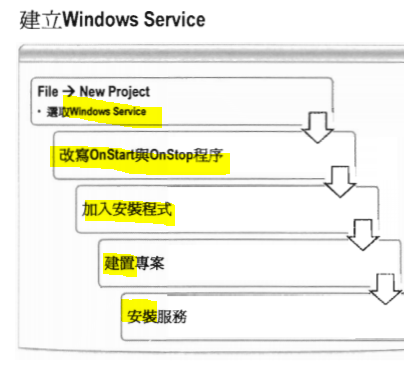 建立Windows Service
File → New Project
• 選取Windows Service
改寫OnStart與OnStop程序
加入安裝程式
建置專案
安裝服務